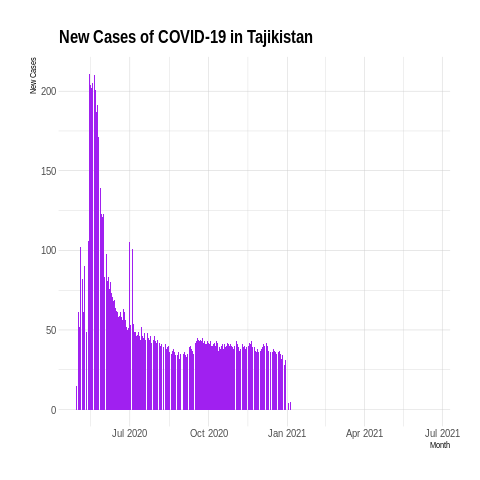 New Cases of COVID-19 in Tajikistan
New Cases
200
150
100
50
0
Jul 2020
Oct 2020
Jan 2021
Apr 2021
Jul 2021
Month